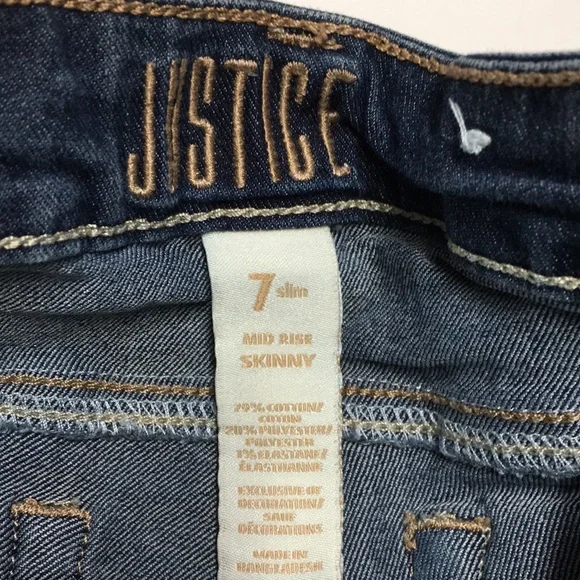 JUSTICE
7 slim
MID RISE
SKINNY
79% COTTON/
COTON
20% POLYESTER/
POLYESTER
1% ELASTANE/
ÉLASTHANNE
EXCLUSIVE OF
DECORATION/
SAUF
DÉCORATIONS
MADE IN
BANGLADESH